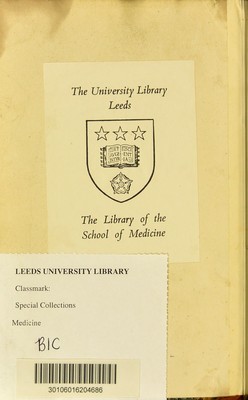 The University Library
Leeds
The Library of the
School of Medicine
LEEDS UNIVERSITY LIBRARY
Classmark:
Special Collections
Medicine
BIC
30106016204686